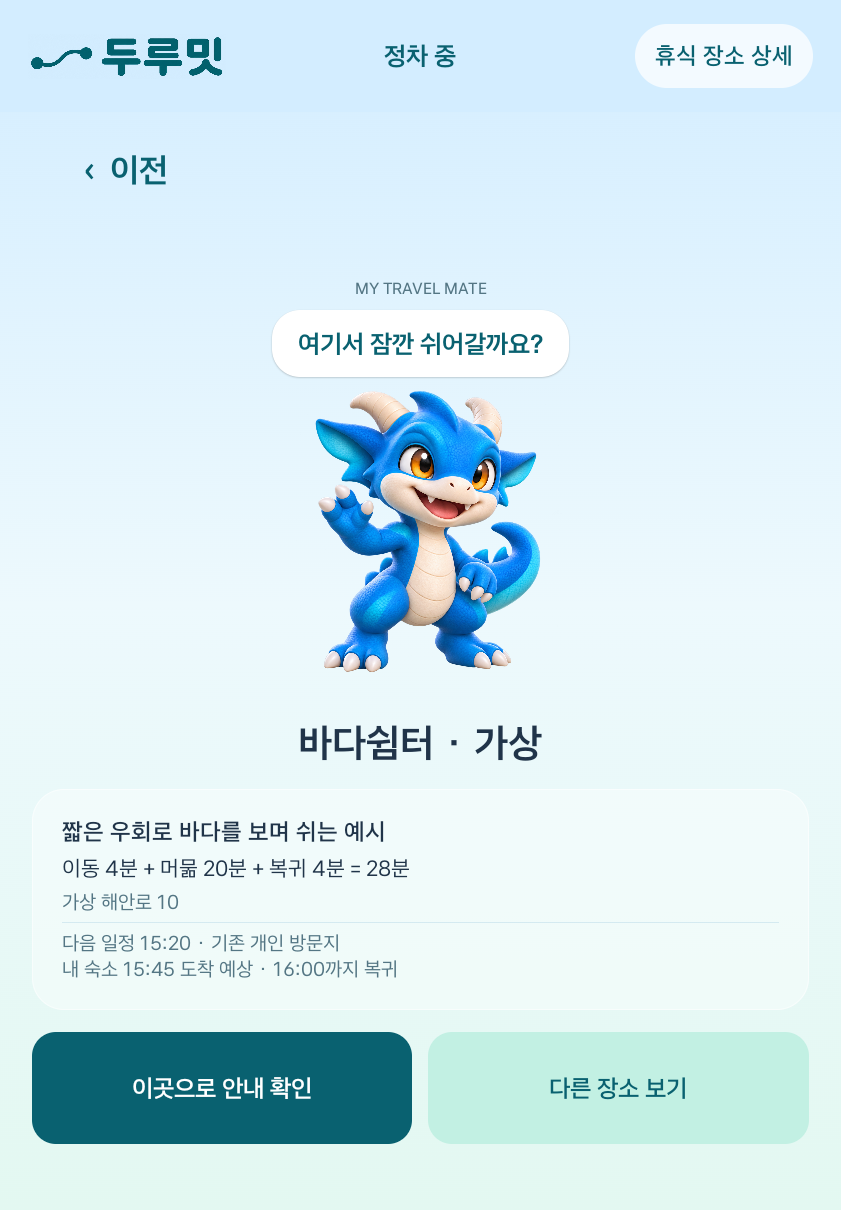 두루밋
정차 중
휴식 장소 상세
‹ 이전
MY TRAVEL MATE
여기서 잠깐 쉬어갈까요?
바다쉼터 · 가상
짧은 우회로 바다를 보며 쉬는 예시
이동 4분 + 머묾 20분 + 복귀 4분 = 28분
가상 해안로 10
다음 일정 15:20 · 기존 개인 방문지
내 숙소 15:45 도착 예상 · 16:00까지 복귀
이곳으로 안내 확인
다른 장소 보기